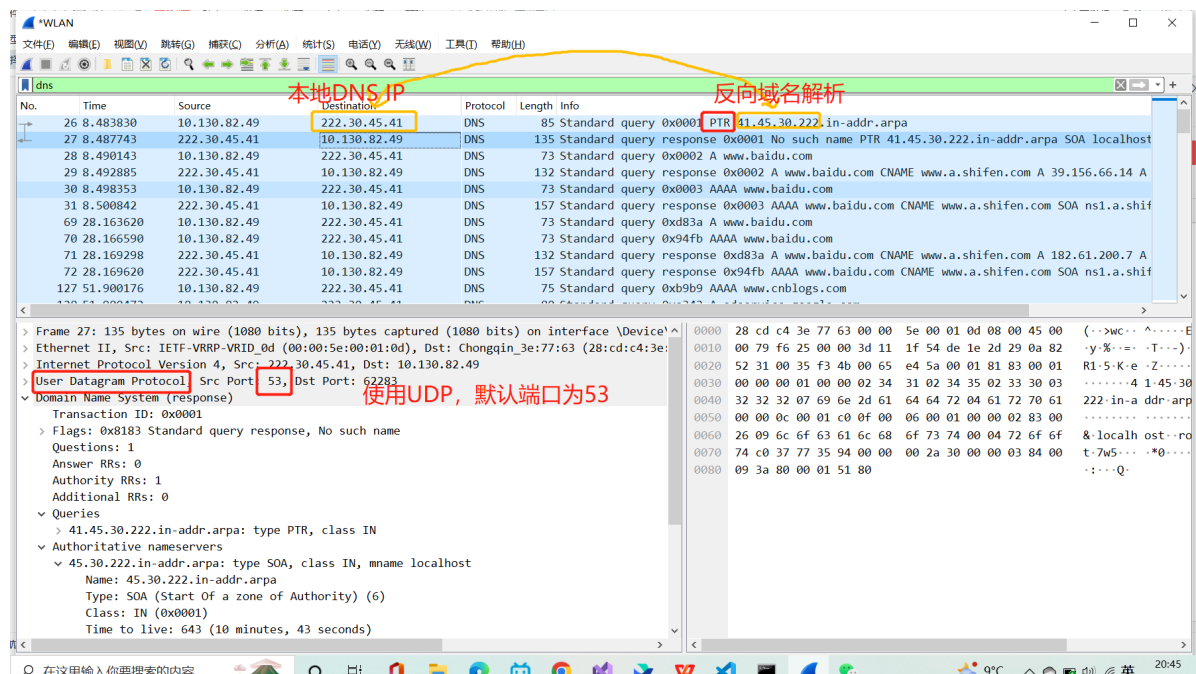 *WLAN
文件(F) 编辑(E) 视图(V) 跳转(G) 捕获(C) 分析(A) 统计(S) 电话(Y) 无线(W) 工具(T) 帮助(H)
dns
本地DNS IP 反向域名解析
No. Time Source Destination Protocol Length Info
26 8.483830 10.130.82.49 222.30.45.41 DNS 85 Standard query 0x0001 PTR 41.45.30.222.in-addr.arpa
27 8.487743 222.30.45.41 10.130.82.49 DNS 135 Standard query response 0x0001 No such name PTR 41.45.30.222.in-addr.arpa SOA localhost
28 8.490143 10.130.82.49 222.30.45.41 DNS 73 Standard query 0x0002 A www.baidu.com
29 8.492885 222.30.45.41 10.130.82.49 DNS 132 Standard query response 0x0002 A www.baidu.com CNAME www.a.shifen.com A 39.156.66.14 A
30 8.498353 10.130.82.49 222.30.45.41 DNS 73 Standard query 0x0003 AAAA www.baidu.com
31 8.500842 222.30.45.41 10.130.82.49 DNS 157 Standard query response 0x0003 AAAA www.baidu.com CNAME www.a.shifen.com SOA ns1.a.shif
69 28.163620 10.130.82.49 222.30.45.41 DNS 73 Standard query 0xd83a A www.baidu.com
70 28.166590 10.130.82.49 222.30.45.41 DNS 73 Standard query 0x94fb AAAA www.baidu.com
71 28.169298 222.30.45.41 10.130.82.49 DNS 132 Standard query response 0xd83a A www.baidu.com CNAME www.a.shifen.com A 182.61.200.7 A
72 28.169620 222.30.45.41 10.130.82.49 DNS 157 Standard query response 0x94fb AAAA www.baidu.com CNAME www.a.shifen.com SOA ns1.a.shif
127 51.900176 10.130.82.49 222.30.45.41 DNS 75 Standard query 0xb9b9 AAAA www.cnblogs.com
Frame 27: 135 bytes on wire (1080 bits), 135 bytes captured (1080 bits) on interface \Device\
Ethernet II, Src: IETF-VRRP-VRID_0d (00:00:5e:00:01:0d), Dst: Chongqin_3e:77:63 (28:cd:c4:3e:
Internet Protocol Version 4, Src: 222.30.45.41, Dst: 10.130.82.49
User Datagram Protocol, Src Port: 53, Dst Port: 62283
使用UDP，默认端口为53
Domain Name System (response)
Transaction ID: 0x0001
Flags: 0x8183 Standard query response, No such name
Questions: 1
Answer RRs: 0
Authority RRs: 1
Additional RRs: 0
Queries
41.45.30.222.in-addr.arpa: type PTR, class IN
Authoritative nameservers
45.30.222.in-addr.arpa: type SOA, class IN, mname localhost
Name: 45.30.222.in-addr.arpa
Type: SOA (Start Of a zone of Authority) (6)
Class: IN (0x0001)
Time to live: 643 (10 minutes, 43 seconds)
0000 28 cd c4 3e 77 63 00 00 5e 00 01 0d 08 00 45 00 (··>wc·· ^·····E·
0010 00 79 f6 25 00 00 3d 11 1f 54 de 1e 2d 29 0a 82 ·y·%··=· ·T··-)··
0020 52 31 00 35 f3 4b 00 65 e4 5a 00 01 81 83 00 01 R1·5·K·e ·Z······
0030 00 00 00 01 00 00 02 34 31 02 34 35 02 33 30 03 ·······4 1·45·30
0040 32 32 32 07 69 6e 2d 61 64 64 72 04 61 72 70 61 222·in-a ddr·arp
0050 00 00 0c 00 01 c0 0f 00 06 00 01 00 00 02 83 00 ········ ········
0060 26 09 6c 6f 63 61 6c 68 6f 73 74 00 04 72 6f 6f &·localh ost··ro
0070 74 c0 37 77 35 94 00 00 00 2a 30 00 00 03 84 00 t·7w5··· ·*0·····
0080 09 3a 80 00 01 51 80 ·:···Q·
在这里输入你要搜索的内容
9°C
英
20:45